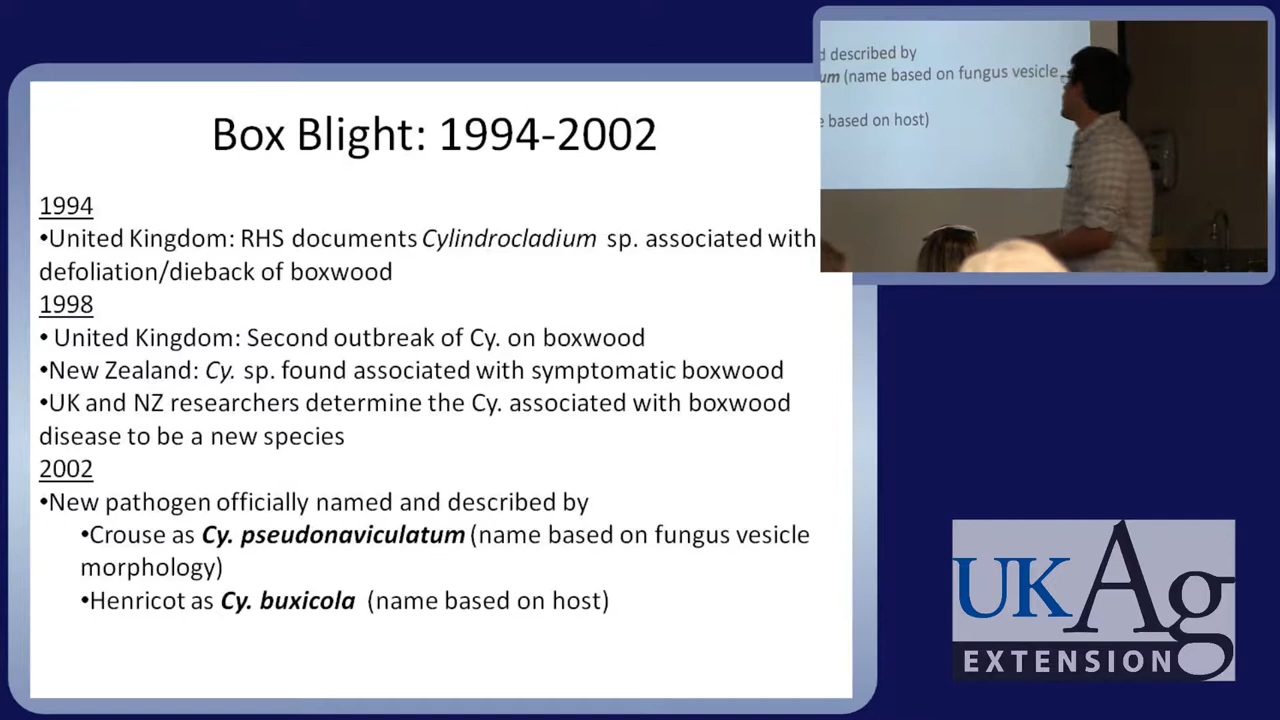 Box Blight: 1994-2002
1994
•United Kingdom: RHS documents Cylindrocladium sp. associated with
defoliation/dieback of boxwood
1998
• United Kingdom: Second outbreak of Cy. on boxwood
•New Zealand: Cy. sp. found associated with symptomatic boxwood
•UK and NZ researchers determine the Cy. associated with boxwood
disease to be a new species
2002
•New pathogen officially named and described by
•Crouse as Cy. pseudonaviculatum (name based on fungus vesicle
morphology)
•Henricot as Cy. buxicola (name based on host)
d described by
um (name based on fungus vesicle
e based on host)
UKAg
EXTENSION